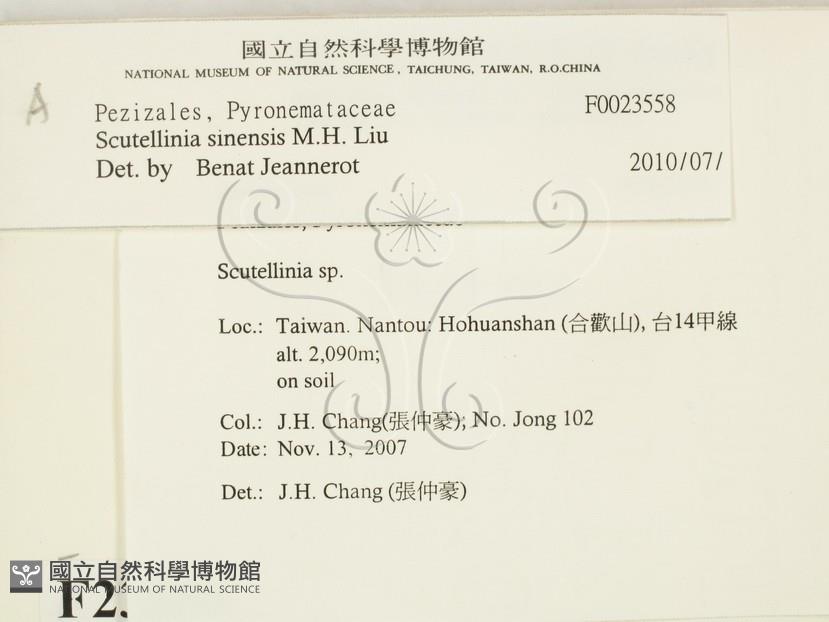 國立自然科學博物館
NATIONAL MUSEUM OF NATURAL SCIENCE, TAICHUNG, TAIWAN, R.O.CHINA
A
Pezizales, Pyronemataceae F0023558
Scutellinia sinensis M.H. Liu
Det. by Benat Jeannerot 2010/07/
Scutellinia sp.
Loc.: Taiwan. Nantou: Hohuanshan (合歡山), 台14甲線
alt. 2,090m;
on soil
Col.: J.H. Chang(張仲豪); No. Jong 102
Date: Nov. 13, 2007
Det.: J.H. Chang (張仲豪)
國立自然科學博物館
NATIONAL MUSEUM OF NATURAL SCIENCE